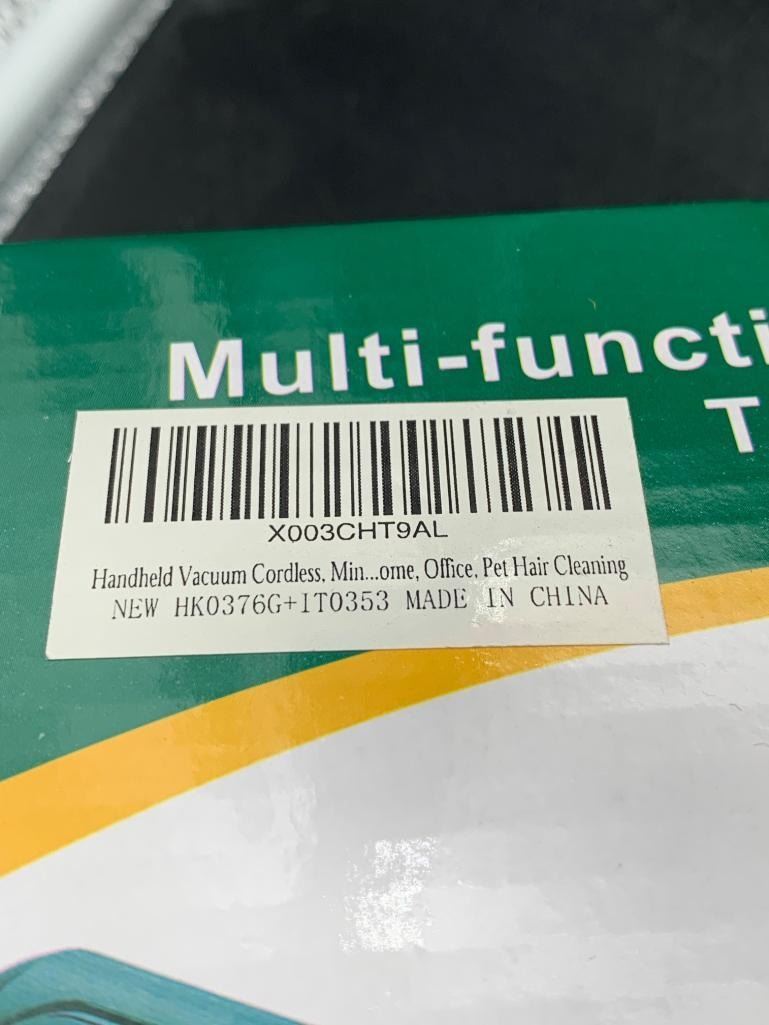 Multi-functi
T
X003CHT9AL
Handheld Vacuum Cordless, Min...ome, Office, Pet Hair Cleaning
NEW HK0376G+IT0353 MADE IN CHINA